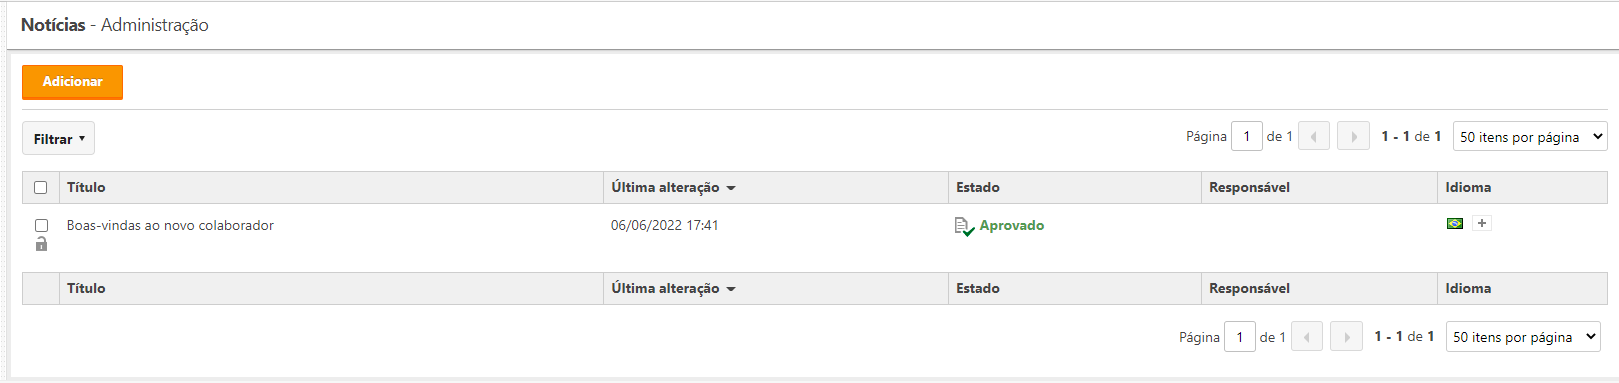 Notícias - Administração
Adicionar
Filtrar ▾
Página 1 de 1 1 - 1 de 1 50 itens por página
Título Última alteração Estado Responsável Idioma
Boas-vindas ao novo colaborador 06/06/2022 17:41 Aprovado +
Título Última alteração Estado Responsável Idioma
Página 1 de 1 1 - 1 de 1 50 itens por página